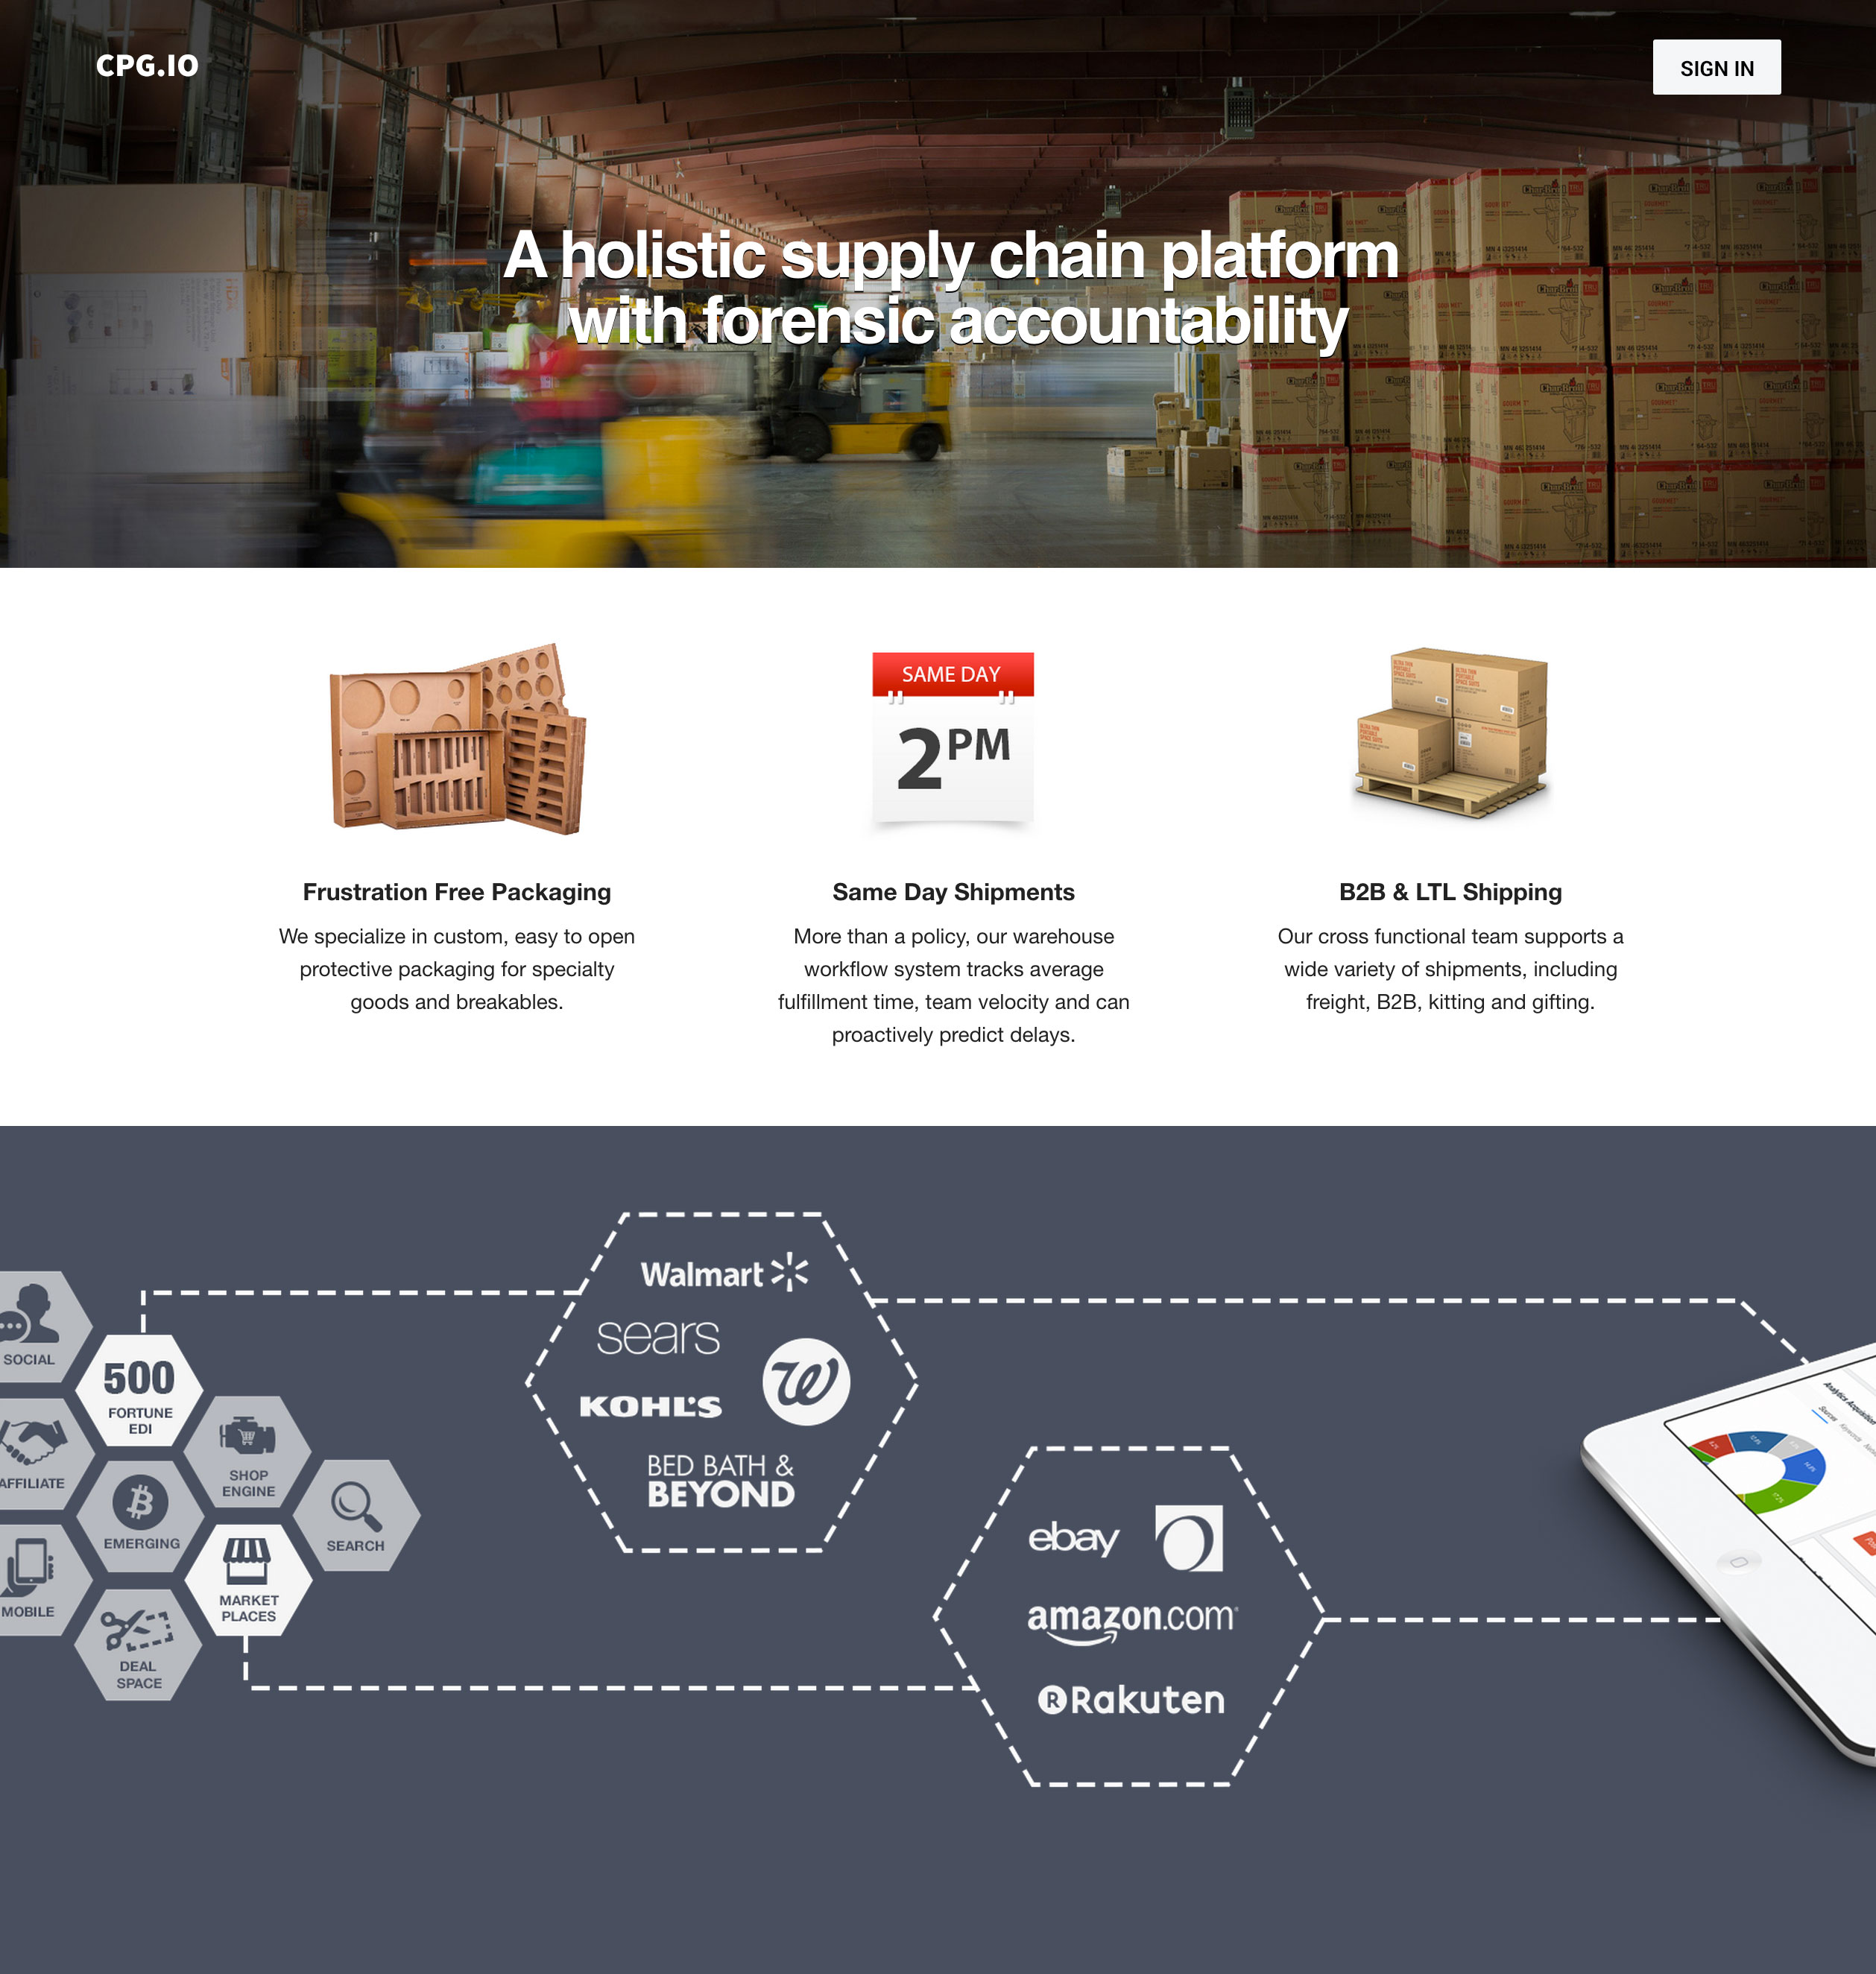 CPG.IO
SIGN IN
A holistic supply chain platform
with forensic accountability
SAME DAY
2PM
Frustration Free Packaging
We specialize in custom, easy to open
protective packaging for specialty
goods and breakables.
Same Day Shipments
More than a policy, our warehouse
workflow system tracks average
fulfillment time, team velocity and can
proactively predict delays.
B2B & LTL Shipping
Our cross functional team supports a
wide variety of shipments, including
freight, B2B, kitting and gifting.
SOCIAL
500
FORTUNE
EDI
AFFILIATE
SHOP
ENGINE
EMERGING
SEARCH
MOBILE
MARKET
PLACES
DEAL
SPACE
Walmart
sears
KOHL'S
W
BED BATH &
BEYOND
ebay
O
amazon.com
R Rakuten
Analytics Acquisition